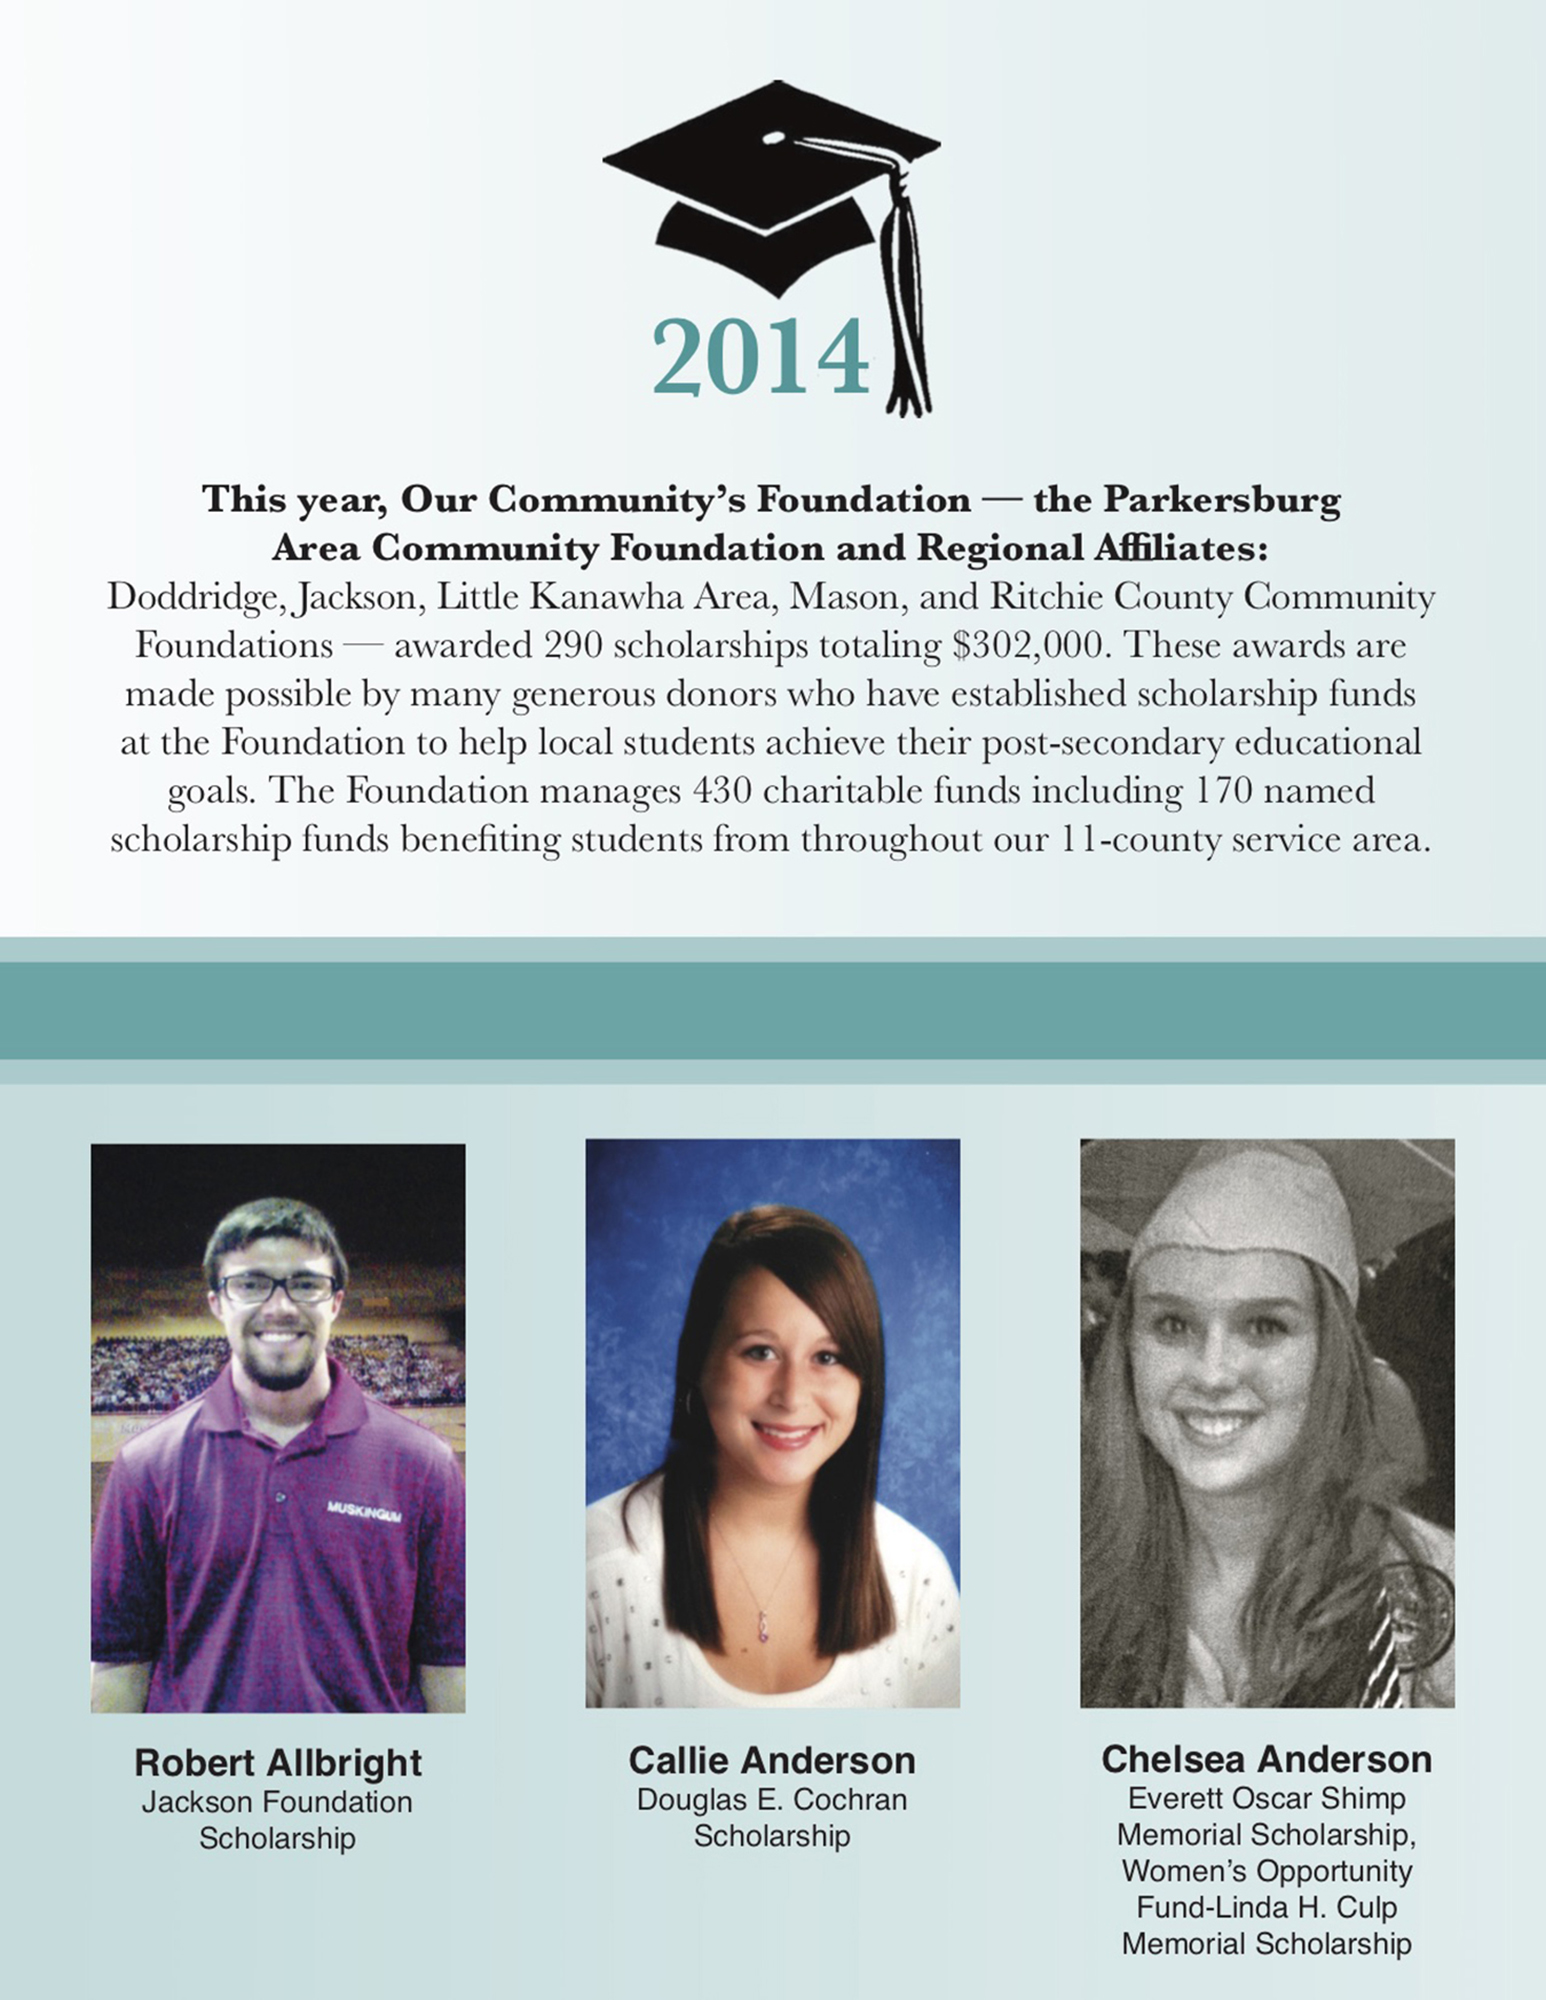 2014
This year, Our Community’s Foundation — the Parkersburg
Area Community Foundation and Regional Affiliates:
Doddridge, Jackson, Little Kanawha Area, Mason, and Ritchie County Community
Foundations — awarded 290 scholarships totaling $302,000. These awards are
made possible by many generous donors who have established scholarship funds
at the Foundation to help local students achieve their post-secondary educational
goals. The Foundation manages 430 charitable funds including 170 named
scholarship funds benefiting students from throughout our 11-county service area.
MUSKINGUM
Robert Allbright
Jackson Foundation
Scholarship
Callie Anderson
Douglas E. Cochran
Scholarship
Chelsea Anderson
Everett Oscar Shimp
Memorial Scholarship,
Women’s Opportunity
Fund-Linda H. Culp
Memorial Scholarship